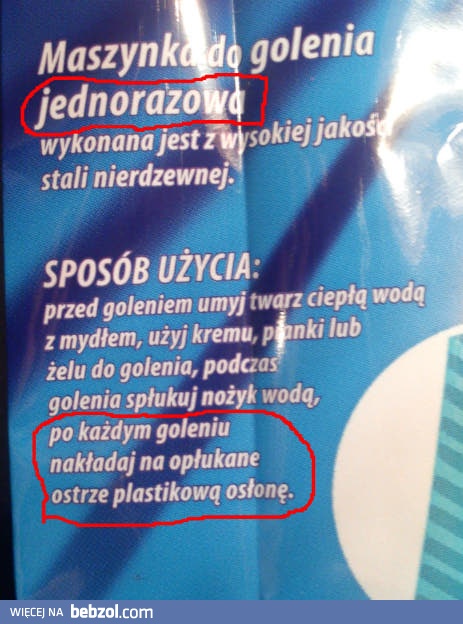 Maszynka do golenia
jednorazowa
wykonana jest z wysokiej jakości
stali nierdzewnej.
SPOSÓB UŻYCIA:
przed goleniem umyj twarz ciepłą wodą
z mydłem, użyj kremu, pianki lub
żelu do golenia, podczas
golenia spłukuj nożyk wodą,
po każdym goleniu
nakładaj na opłukane
ostrze plastikową osłonę.
WIĘCEJ NA bebzol.com